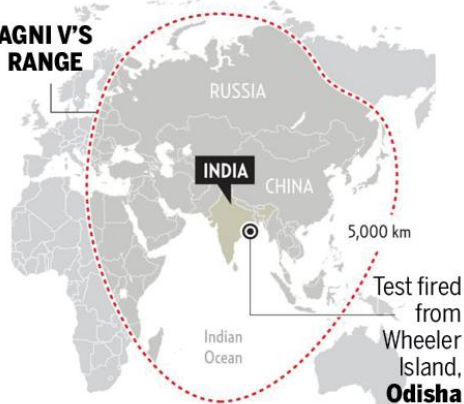 AGNI V'S
RANGE
RUSSIA
INDIA
CHINA
5,000 km
Indian
Ocean
Test fired
from
Wheeler
Island,
Odisha